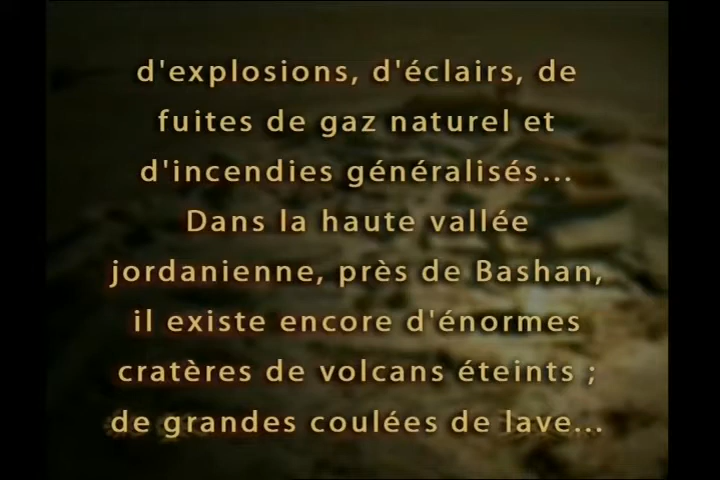 d'explosions, d'éclairs, de
fuites de gaz naturel et
d'incendies généralisés...
Dans la haute vallée
jordanienne, près de Bashan,
il existe encore d'énormes
cratères de volcans éteints ;
de grandes coulées de lave...